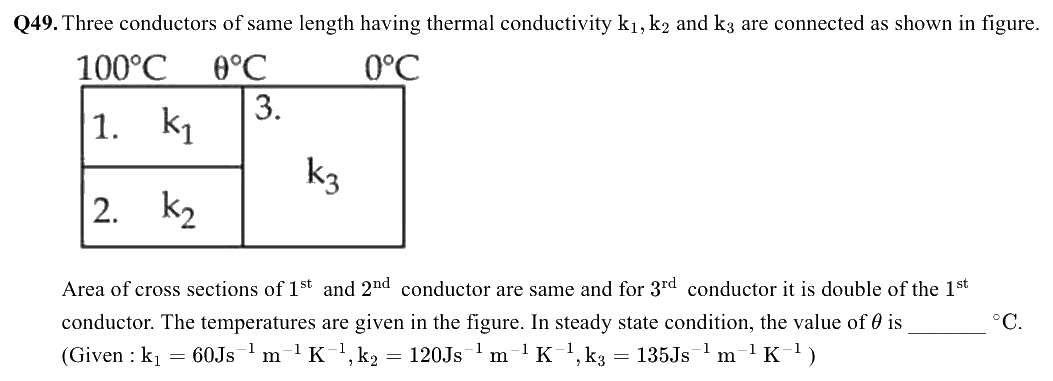 Q49. Three conductors of same length having thermal conductivity k₁, k₂ and k₃ are connected as shown in figure.
100°C θ°C 0°C
1. k₁ 3.
k₃
2. k₂
Area of cross sections of 1ˢᵗ and 2ⁿᵈ conductor are same and for 3ʳᵈ conductor it is double of the 1ˢᵗ
conductor. The temperatures are given in the figure. In steady state condition, the value of θ is ________ °C.
(Given : k₁ = 60Js⁻¹ m⁻¹ K⁻¹, k₂ = 120Js⁻¹ m⁻¹ K⁻¹, k₃ = 135Js⁻¹ m⁻¹ K⁻¹ )